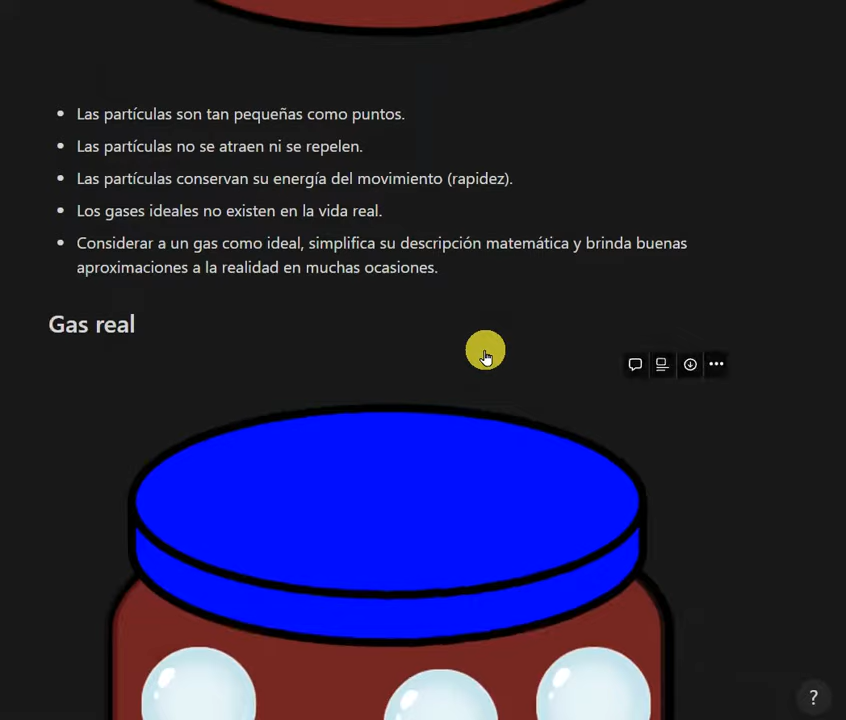 Las partículas son tan pequeñas como puntos.
Las partículas no se atraen ni se repelen.
Las partículas conservan su energía del movimiento (rapidez).
Los gases ideales no existen en la vida real.
Considerar a un gas como ideal, simplifica su descripción matemática y brinda buenas
aproximaciones a la realidad en muchas ocasiones.
Gas real
?